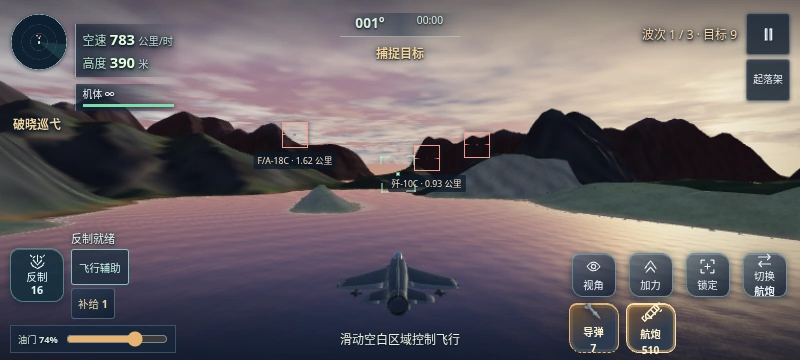 空速 783 公里/时
高度 390 米
机体 ∞
破晓巡弋
001°
00:00
捕捉目标
波次 1 / 3 · 目标 9
起落架
F/A-18C · 1.62 公里
歼-10C · 0.93 公里
反制就绪
反制
16
飞行辅助
补给 1
油门 74%
滑动空白区域控制飞行
视角
加力
锁定
切换
航炮
导弹
7
航炮
510